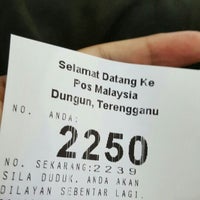 Selamat Datang Ke
Pos Malaysia
Dungun, Terengganu
NO. ANDA:
2250
NO. SEKARANG:2239
SILA DUDUK. ANDA AKAN
DILAYAN SEBENTAR LAGI.